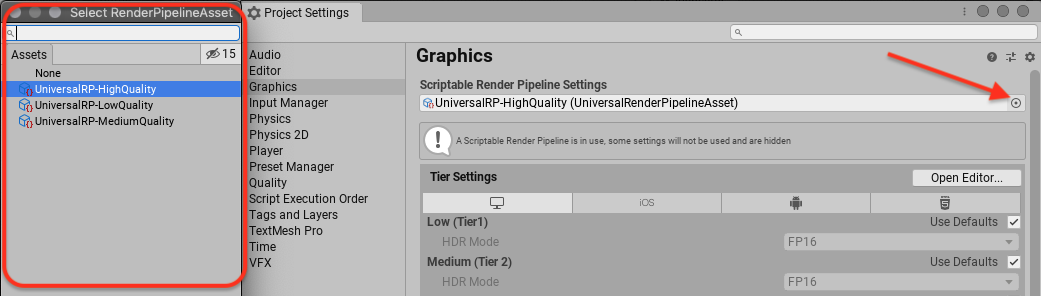 Select RenderPipelineAsset
Assets
15
None
UniversalRP-HighQuality
UniversalRP-LowQuality
UniversalRP-MediumQuality
Project Settings
Audio
Editor
Graphics
Input Manager
Physics
Physics 2D
Player
Preset Manager
Quality
Script Execution Order
Tags and Layers
TextMesh Pro
Time
VFX
Graphics
Scriptable Render Pipeline Settings
UniversalRP-HighQuality (UniversalRenderPipelineAsset)
A Scriptable Render Pipeline is in use, some settings will not be used and are hidden
Tier Settings
Open Editor...
iOS
Low (Tier1)
Use Defaults
HDR Mode
FP16
Medium (Tier 2)
Use Defaults
HDR Mode
FP16